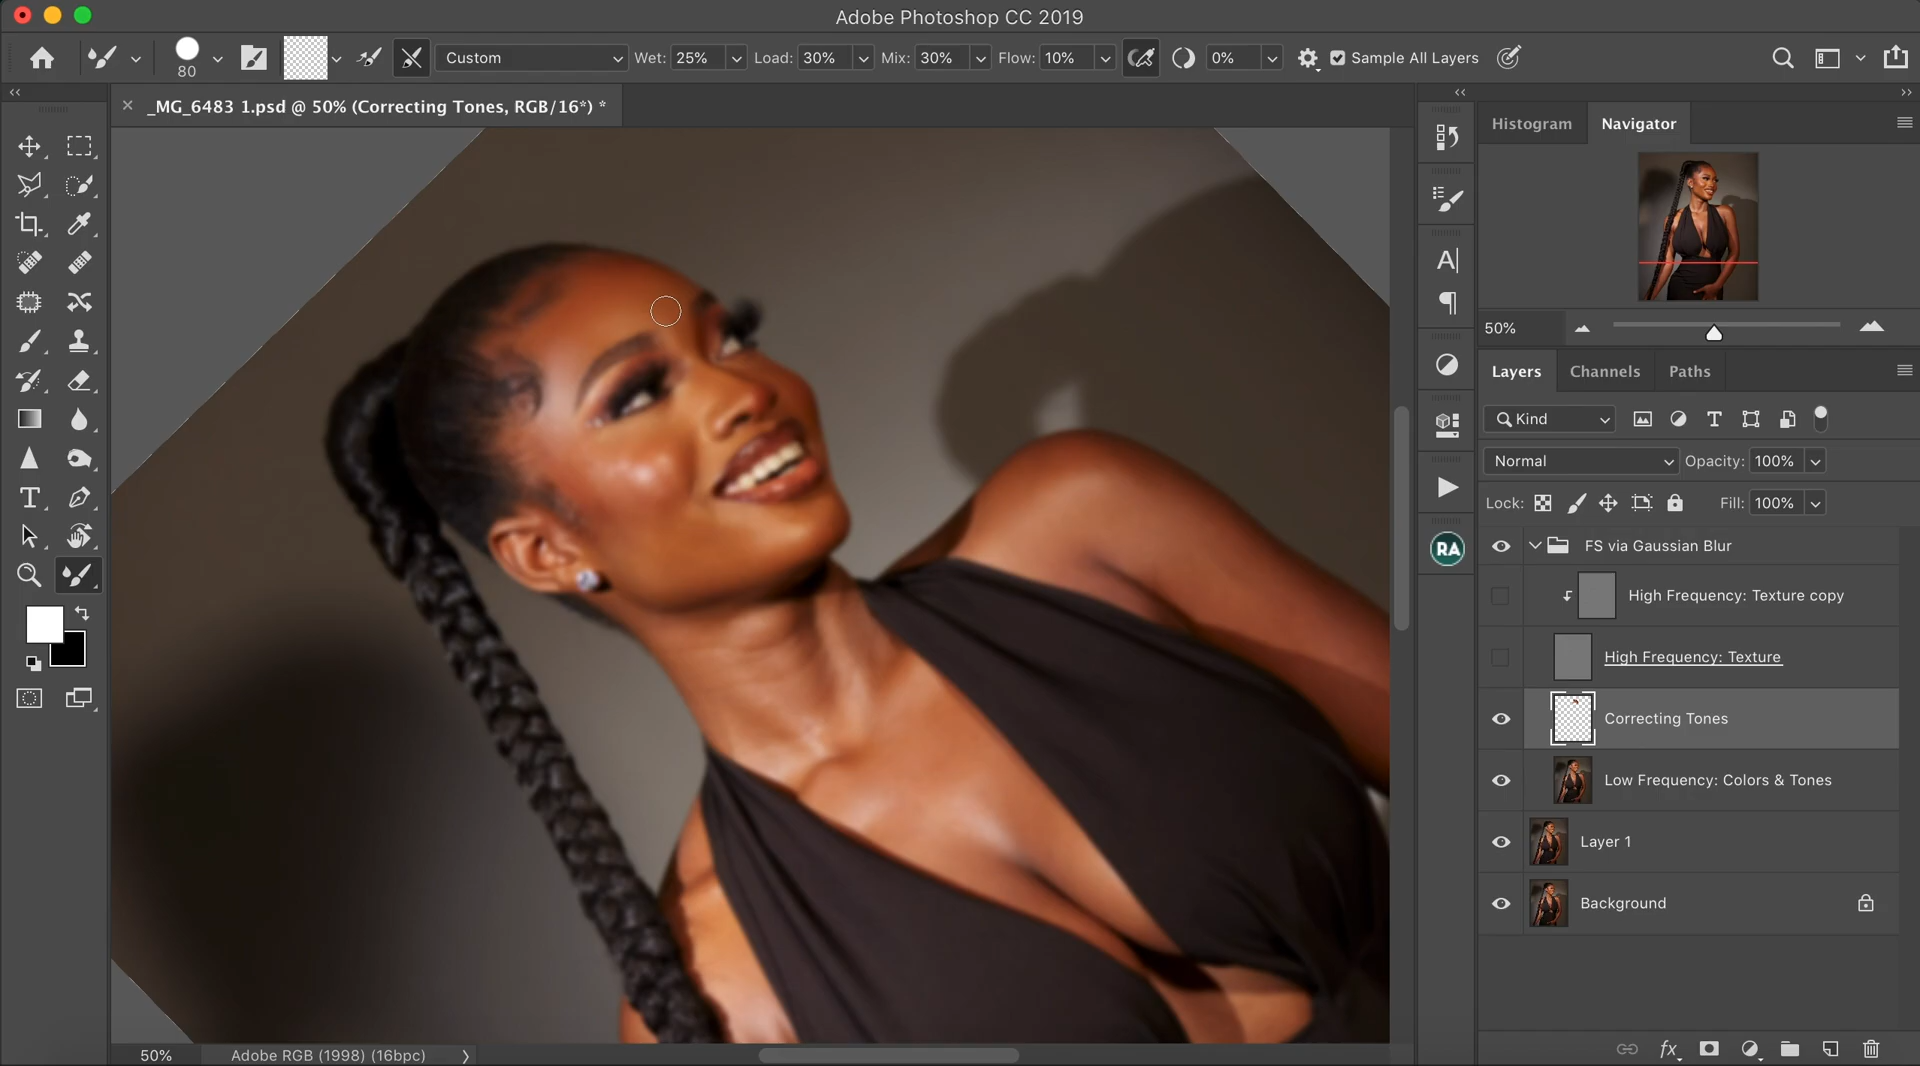 Adobe Photoshop CC 2019
80
Custom
Wet: 25%
Load: 30%
Mix: 30%
Flow: 10%
0%
Sample All Layers
_MG_6483 1.psd @ 50% (Correcting Tones, RGB/16*) *
Histogram
Navigator
50%
Layers
Channels
Paths
Kind
Normal
Opacity: 100%
Lock:
Fill: 100%
RA
FS via Gaussian Blur
High Frequency: Texture copy
High Frequency: Texture
Correcting Tones
Low Frequency: Colors & Tones
Layer 1
Background
50%
Adobe RGB (1998) (16bpc)
fx